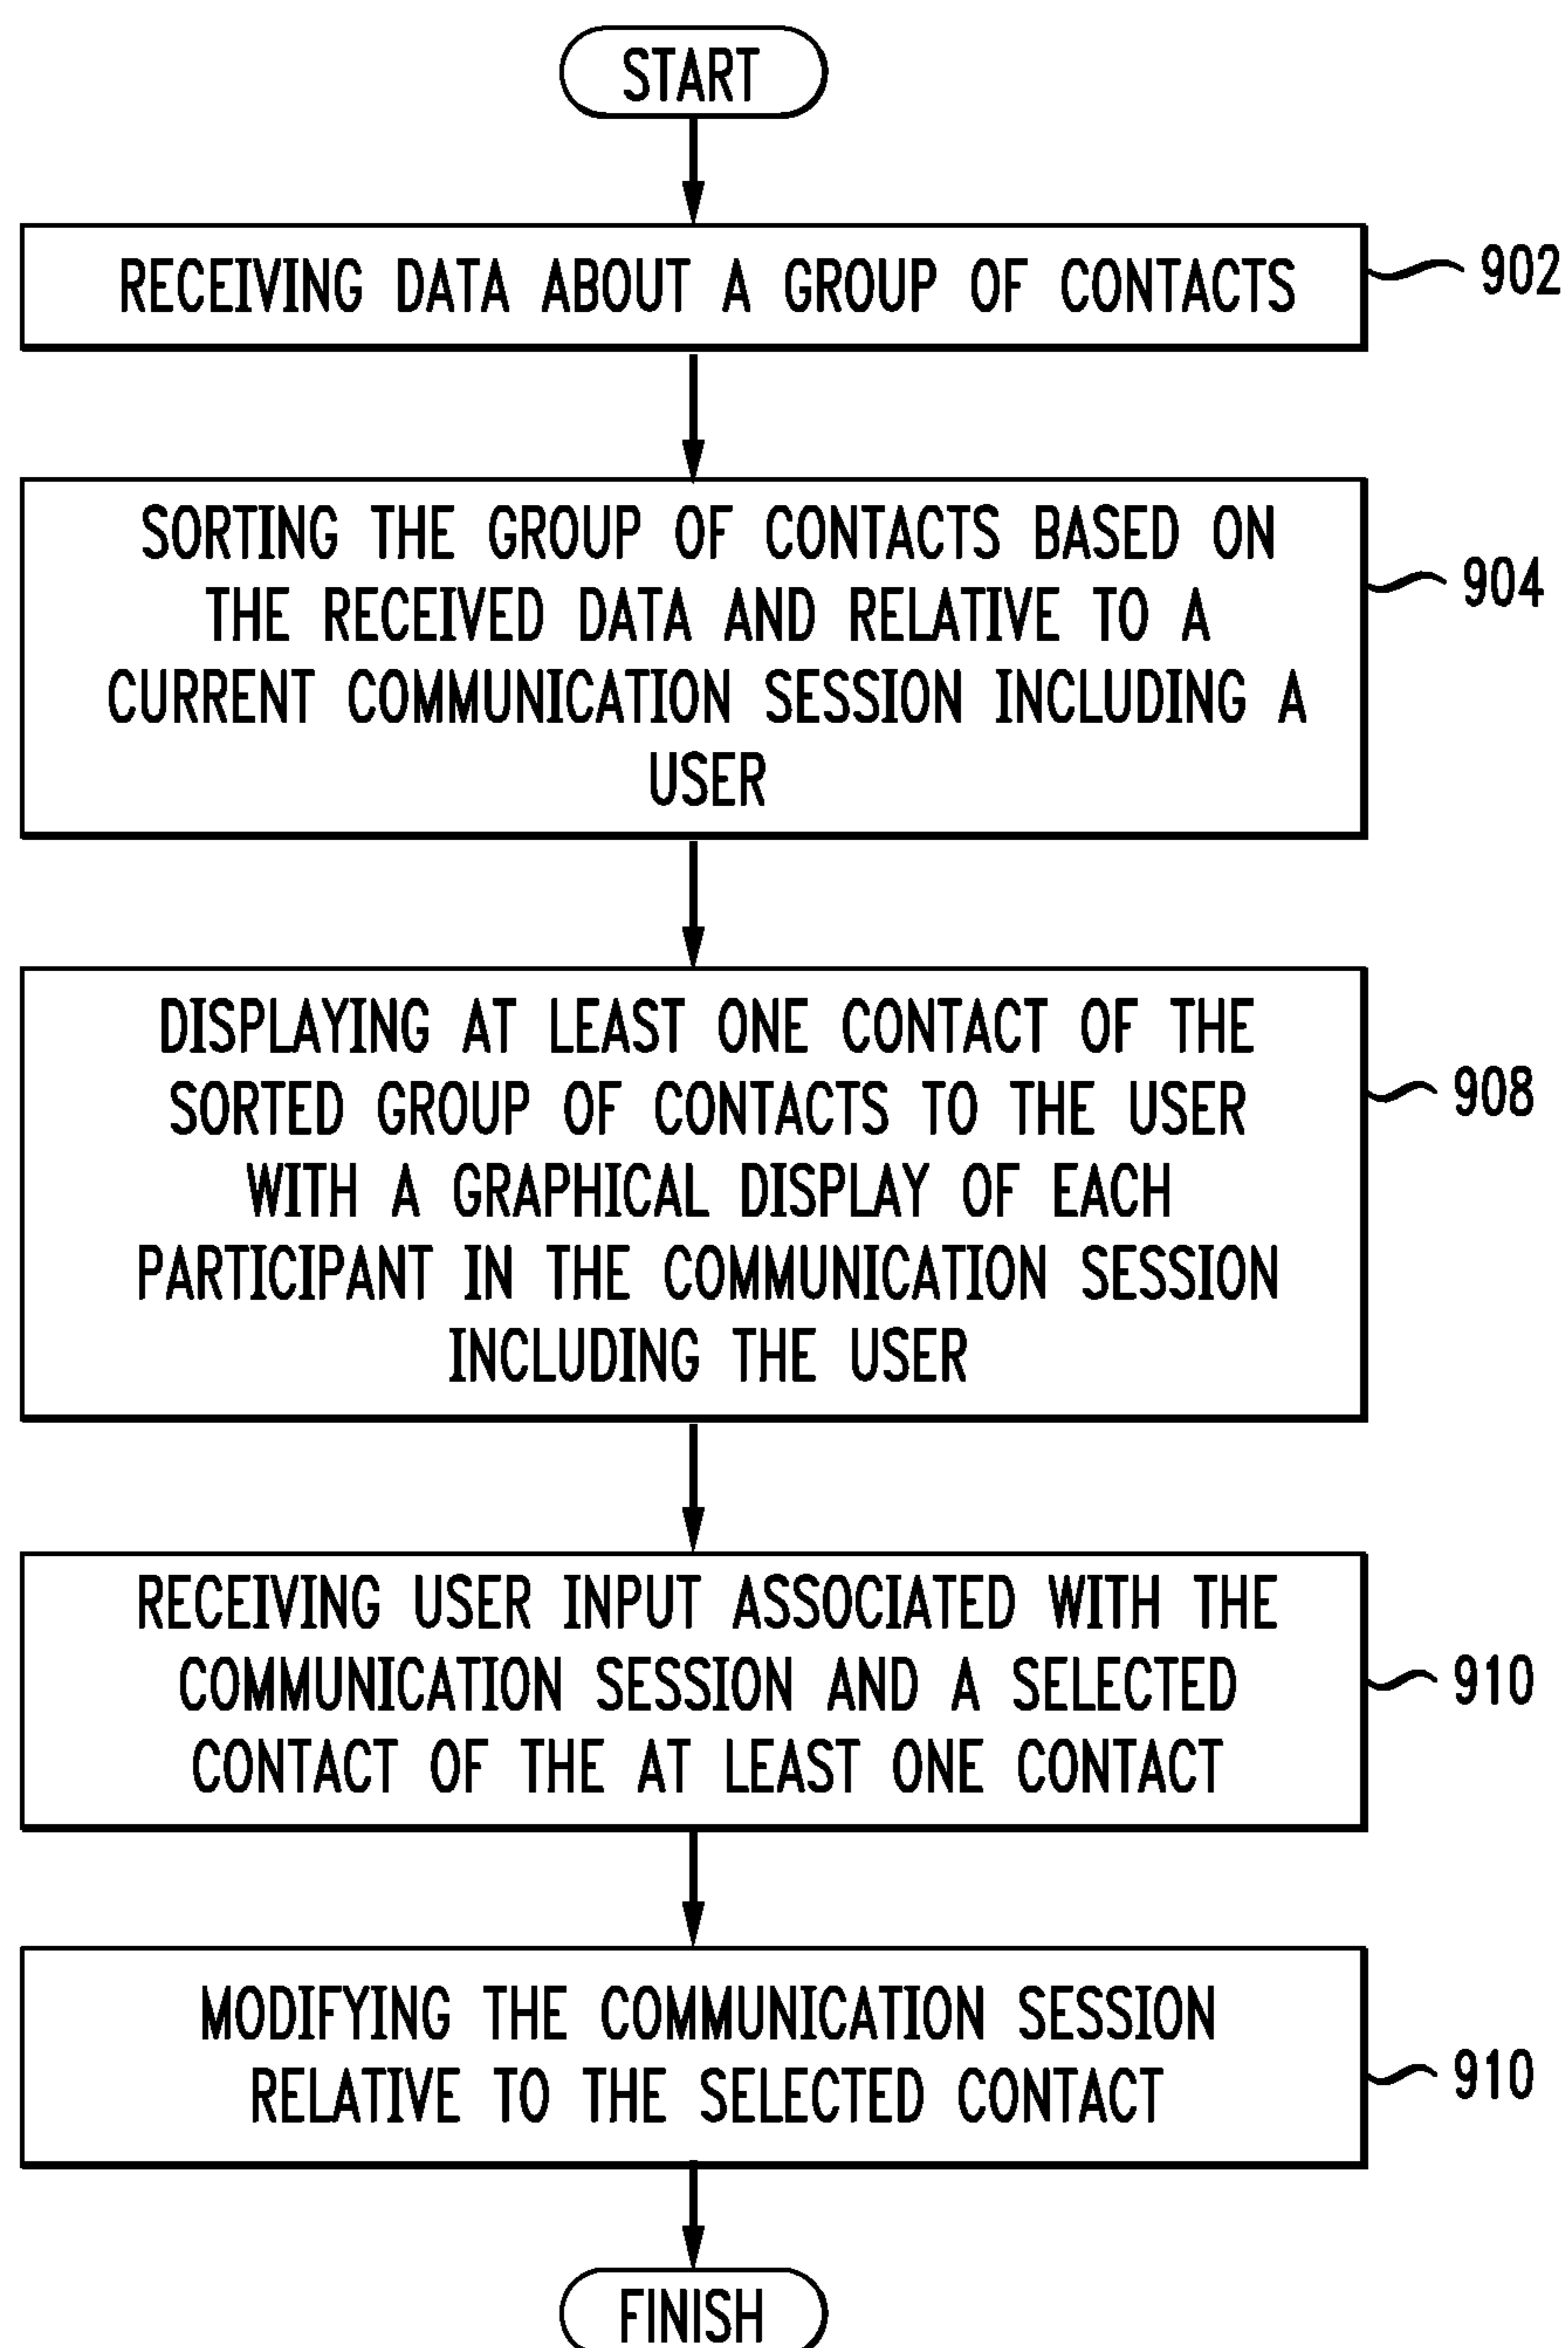 START
RECEIVING DATA ABOUT A GROUP OF CONTACTS
902
SORTING THE GROUP OF CONTACTS BASED ON
THE RECEIVED DATA AND RELATIVE TO A
CURRENT COMMUNICATION SESSION INCLUDING A
USER
904
DISPLAYING AT LEAST ONE CONTACT OF THE
SORTED GROUP OF CONTACTS TO THE USER
WITH A GRAPHICAL DISPLAY OF EACH
PARTICIPANT IN THE COMMUNICATION SESSION
INCLUDING THE USER
908
RECEIVING USER INPUT ASSOCIATED WITH THE
COMMUNICATION SESSION AND A SELECTED
CONTACT OF THE AT LEAST ONE CONTACT
910
MODIFYING THE COMMUNICATION SESSION
RELATIVE TO THE SELECTED CONTACT
910
FINISH